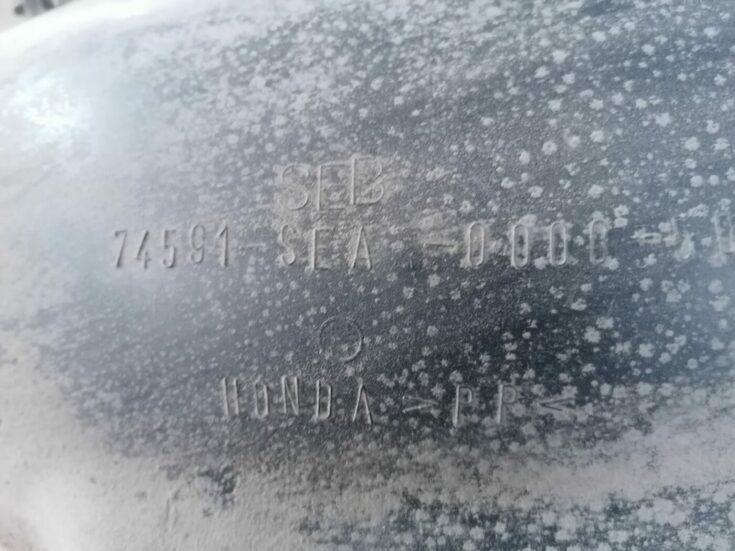 SEB
74591-SEA -0000
HONDA >PP<